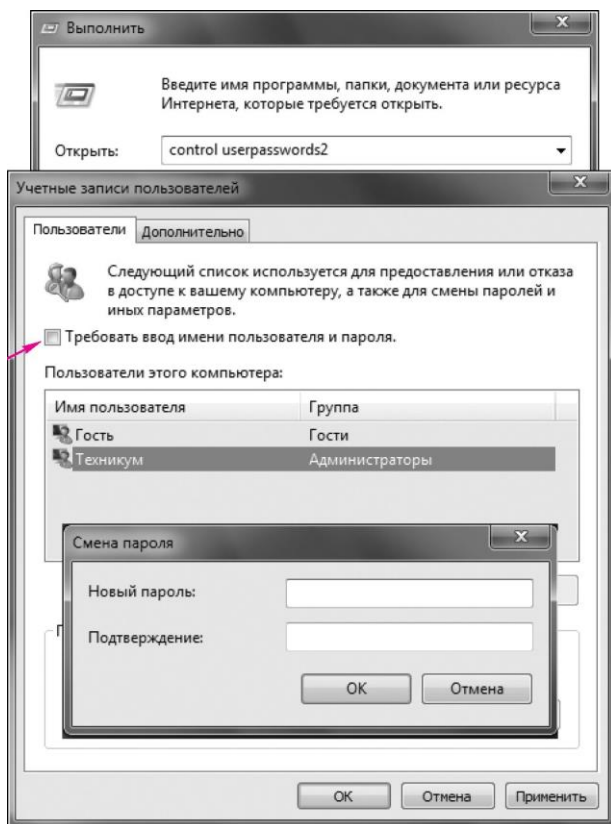 Выполнить
Введите имя программы, папки, документа или ресурса
Интернета, которые требуется открыть.
Открыть:
control userpasswords2
Учетные записи пользователей
Пользователи
Дополнительно
Следующий список используется для предоставления или отказа
в доступе к вашему компьютеру, а также для смены паролей и
иных параметров.
Требовать ввод имени пользователя и пароля.
Пользователи этого компьютера:
Имя пользователя
Группа
Гость
Гости
Техникум
Администраторы
Смена пароля
Новый пароль:
Подтверждение:
ОК
Отмена
ОК
Отмена
Применить